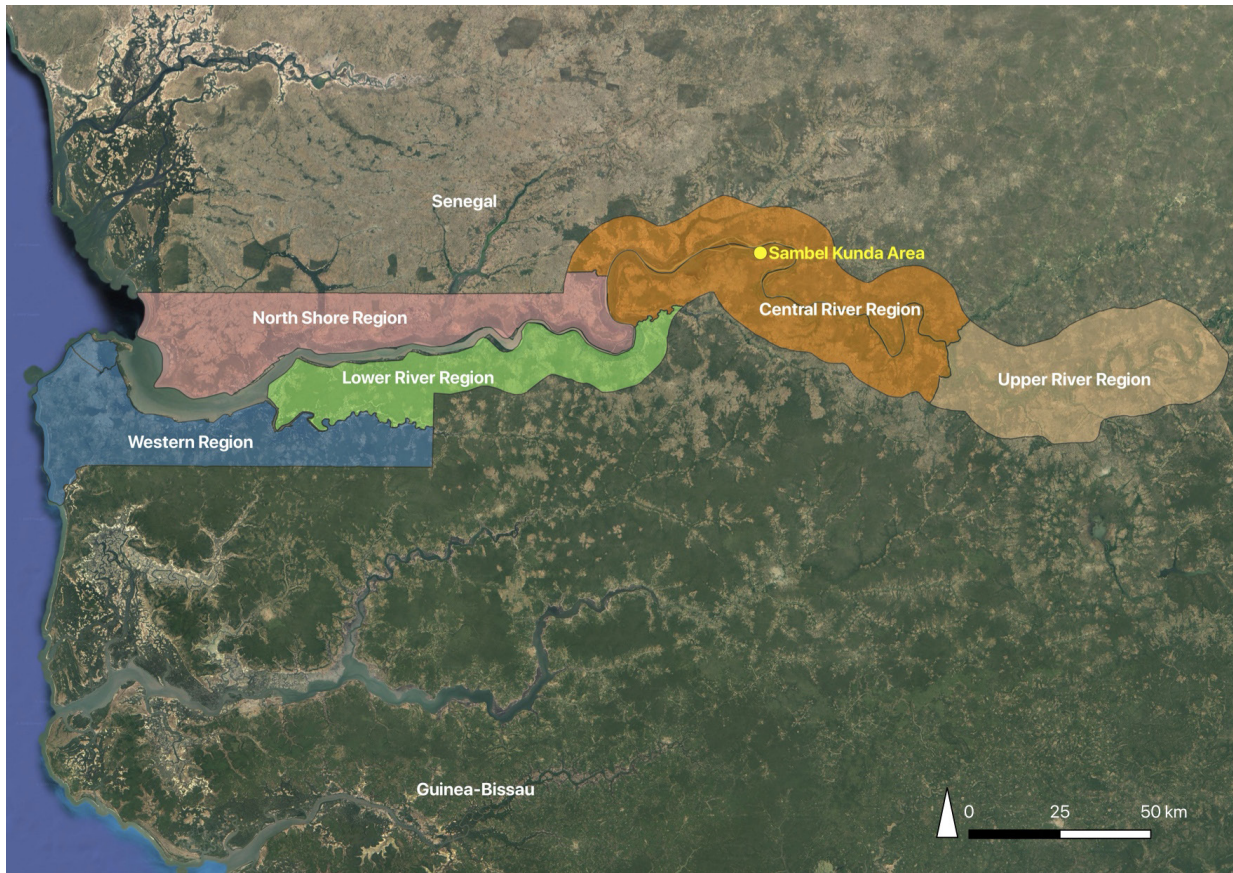 Senegal
Sambel Kunda Area
North Shore Region
Central River Region
Lower River Region
Upper River Region
Western Region
Guinea-Bissau
0 25 50 km